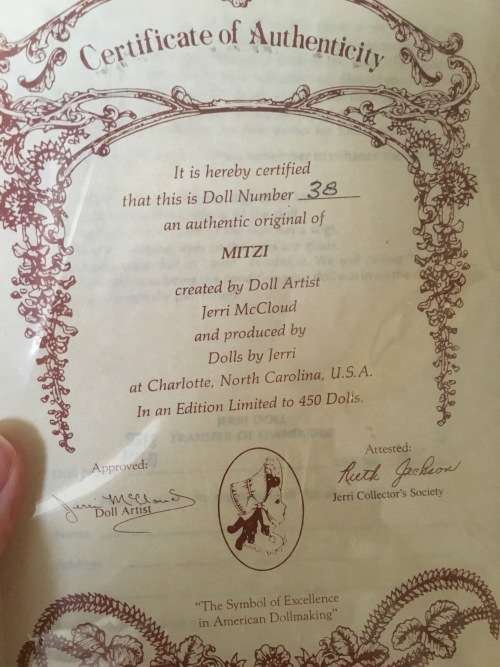 Certificate of Authenticity
It is hereby certified
that this is Doll Number 38
an authentic original of
MITZI
created by Doll Artist
Jerri McCloud
and produced by
Dolls by Jerri
at Charlotte, North Carolina, U.S.A.
In an Edition Limited to 450 Dolls.
TRANSFER OF OWNERSHIP
Approved:
Jerri McCloud
Doll Artist
Attested:
Ruth Jackson
Jerri Collector's Society
"The Symbol of Excellence
in American Dollmaking"